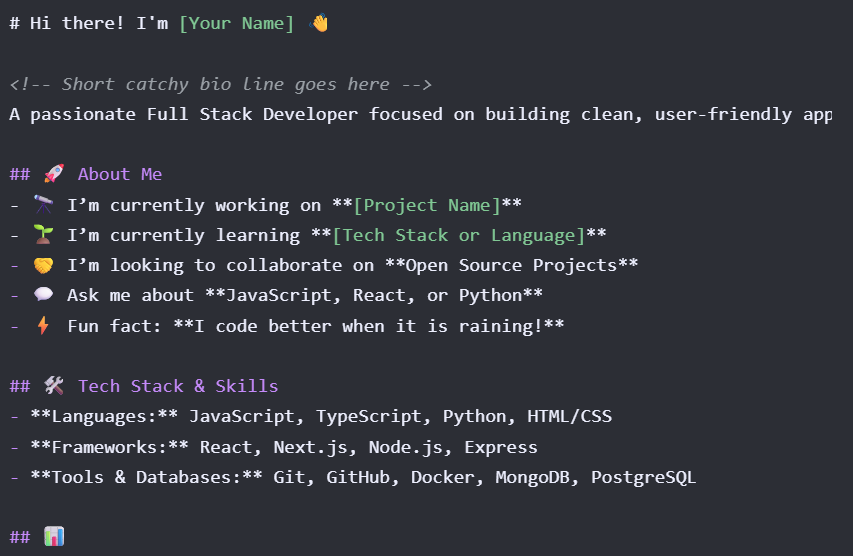 # Hi there! I'm [Your Name] 👋
<!-- Short catchy bio line goes here -->
A passionate Full Stack Developer focused on building clean, user-friendly app
## 🚀 About Me
- 🔭 I’m currently working on **[Project Name]**
- 🌱 I’m currently learning **[Tech Stack or Language]**
- 🤝 I’m looking to collaborate on **Open Source Projects**
- 💬 Ask me about **JavaScript, React, or Python**
- ⚡ Fun fact: **I code better when it is raining!**
## 🛠️ Tech Stack & Skills
- **Languages:** JavaScript, TypeScript, Python, HTML/CSS
- **Frameworks:** React, Next.js, Node.js, Express
- **Tools & Databases:** Git, GitHub, Docker, MongoDB, PostgreSQL
## 📊